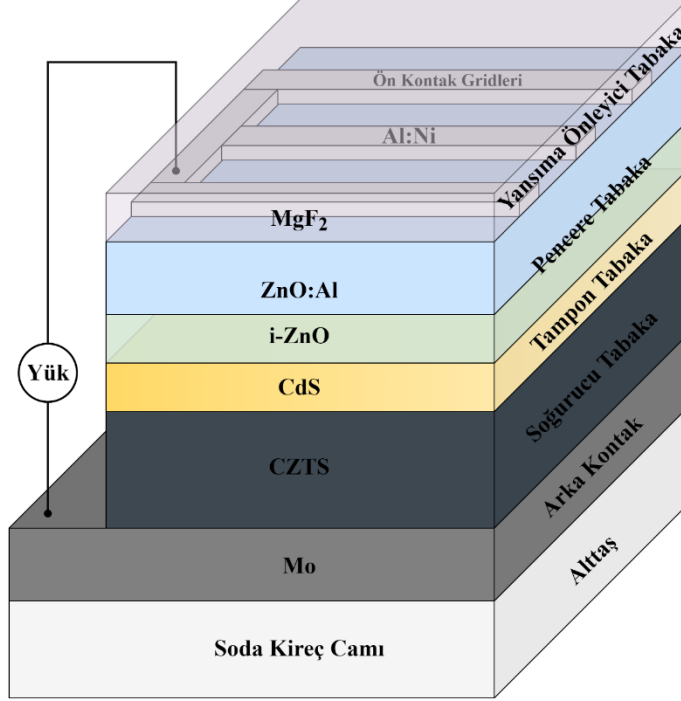 Ön Kontak Gridleri
Al:Ni
Yansıma Önleyici Tabaka
MgF2
Pencere Tabaka
ZnO:Al
i-ZnO
Tampon Tabaka
Yük
CdS
Soğurucu Tabaka
CZTS
Arka Kontak
Mo
Alttaş
Soda Kireç Camı